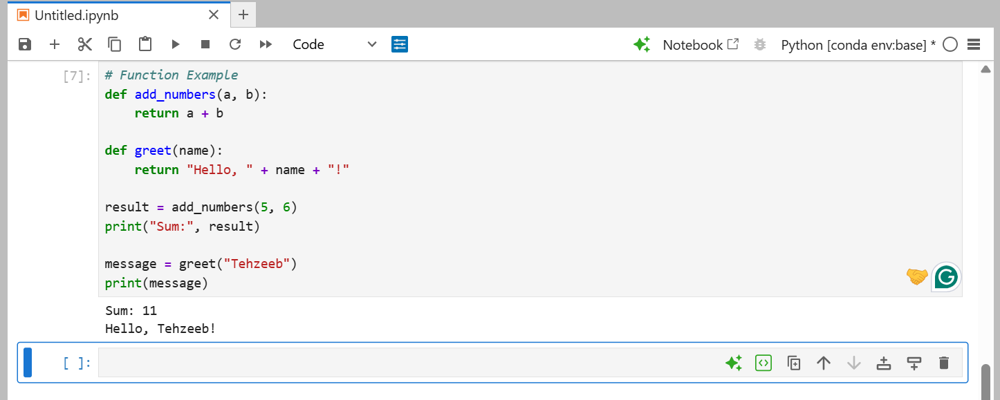 Untitled.ipynb
Code
Notebook
Python [conda env:base] *
[7]:
# Function Example
def add_numbers(a, b):
    return a + b
def greet(name):
    return "Hello, " + name + "!"
result = add_numbers(5, 6)
print("Sum:", result)
message = greet("Tehzeeb")
print(message)
Sum: 11
Hello, Tehzeeb!
[ ]: